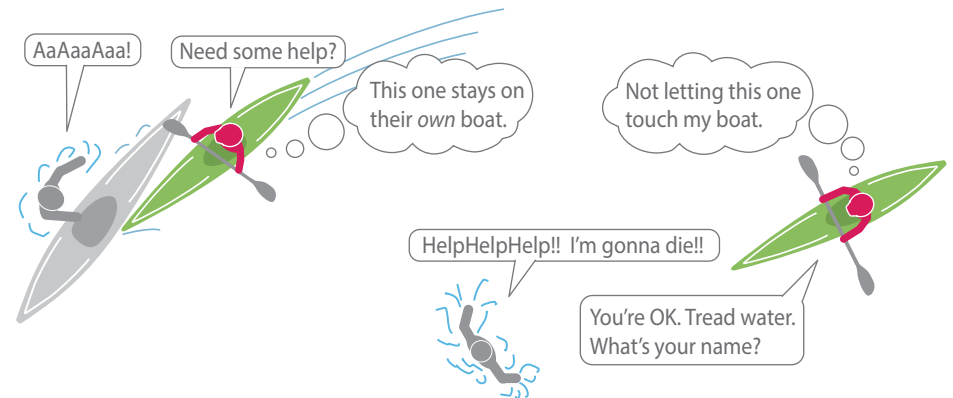 AaAaaAaa!
Need some help?
This one stays on
their own boat.
Not letting this one
touch my boat.
HelpHelpHelp!! I'm gonna die!!
You're OK. Tread water.
What's your name?